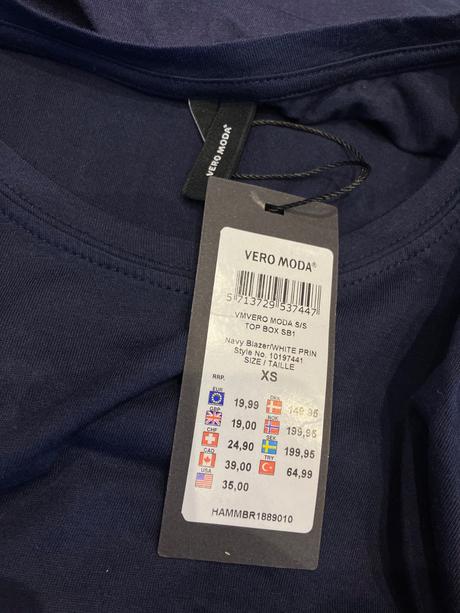 VERO MODA®
VERO MODA®
5 713729 537447
VMVERO MODA S/S
TOP BOX SB1
Navy Blazer/WHITE PRIN
Style No. 10197441
SIZE / TAILLE
XS
RRP.
EUR 19,99 DKK 149,95
GBP 19,00 NOK 199,95
CHF 24,90 SEK 199,95
CAD 39,00 TRY 64,99
USA 35,00
HAMMBR1889010